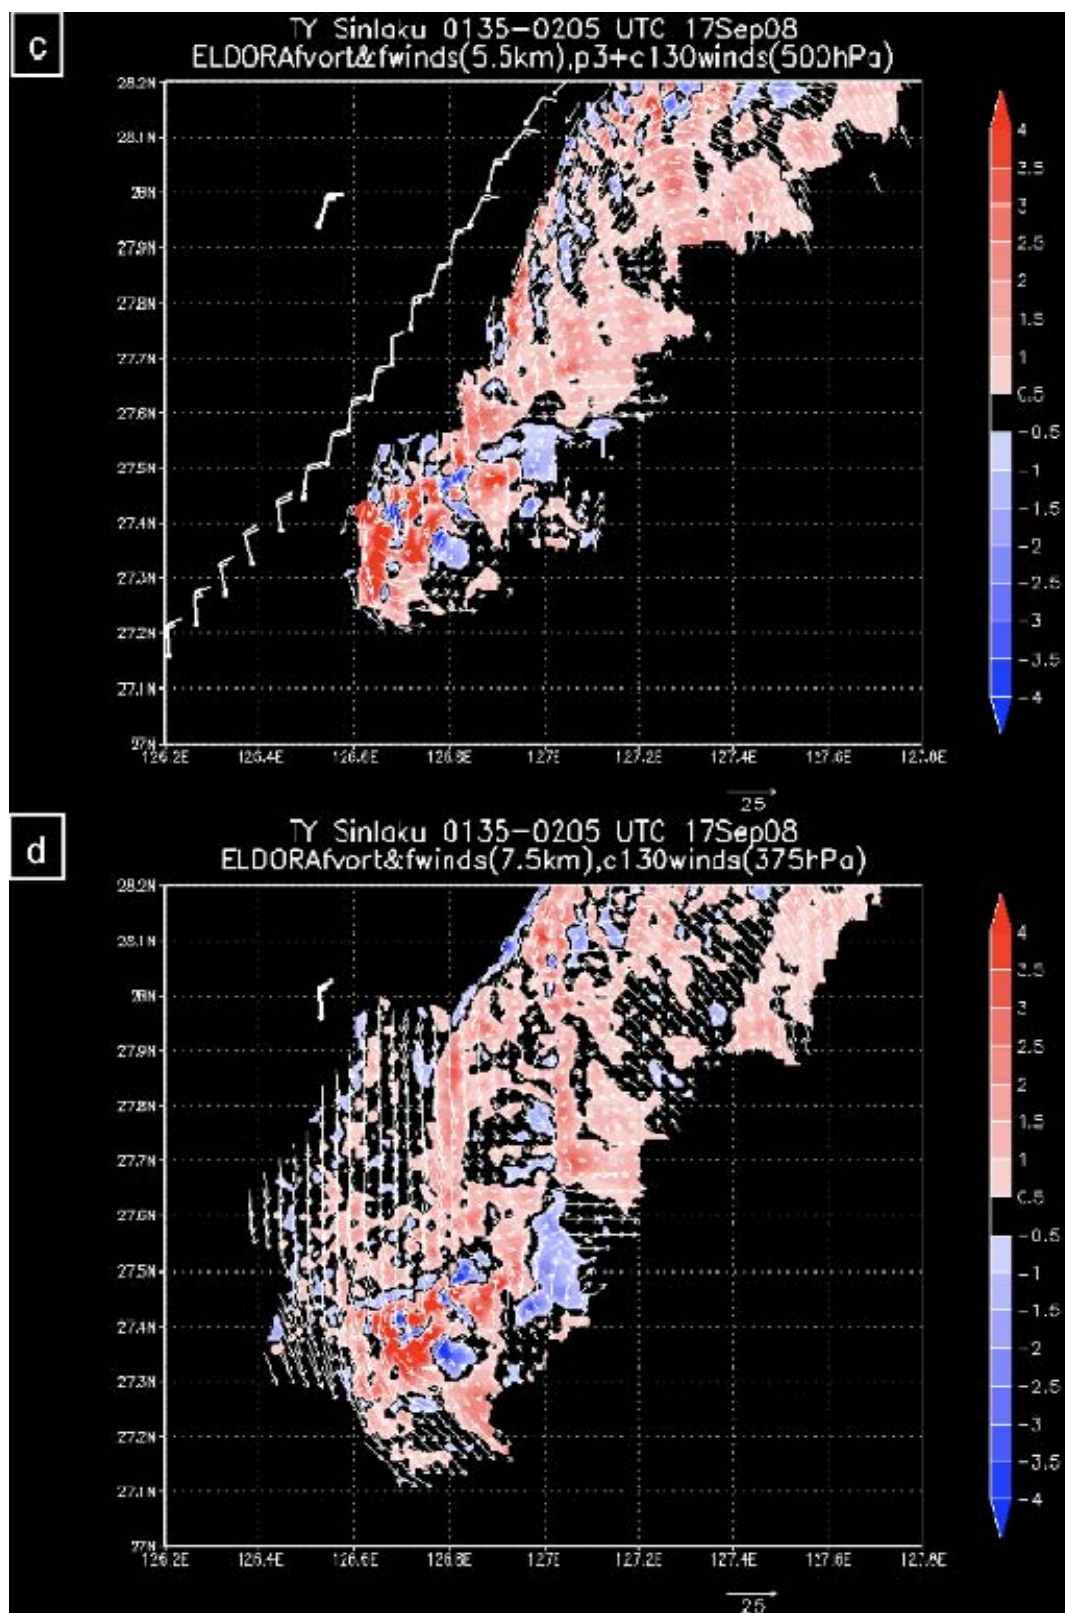 c
TY Sinlaku 0135-0205 UTC 17Sep08
ELDORAfvort&fwinds(5.5km),p3+c130winds(500hPa)
28.2N
28.1N
28N
27.9N
27.8N
27.7N
27.6N
27.5N
27.4N
27.3N
27.2N
27.1N
27N
126.2E 126.4E 126.6E 126.8E 127E 127.2E 127.4E 127.6E 127.8E
4
3.5
3
2.5
2
1.5
1
0.5
-0.5
-1
-1.5
-2
-2.5
-3
-3.5
-4
25
d
TY Sinlaku 0135-0205 UTC 17Sep08
ELDORAfvort&fwinds(7.5km),c130winds(375hPa)
28.2N
28.1N
28N
27.9N
27.8N
27.7N
27.6N
27.5N
27.4N
27.3N
27.2N
27.1N
27N
126.2E 126.4E 126.6E 126.8E 127E 127.2E 127.4E 127.6E 127.8E
4
3.5
3
2.5
2
1.5
1
0.5
-0.5
-1
-1.5
-2
-2.5
-3
-3.5
-4
25